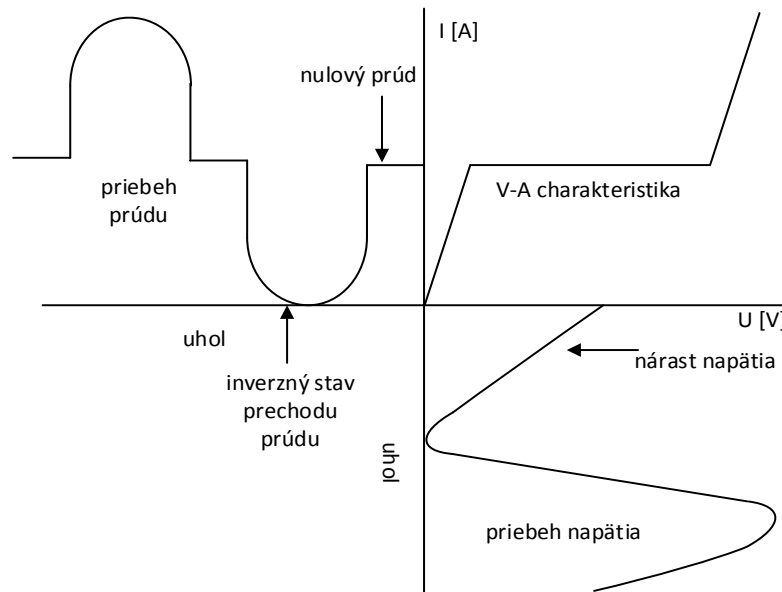 I [A]
nulový prúd
priebeh
prúdu
V-A charakteristika
U [V]
uhol
nárast napätia
inverzný stav
prechodu
prúdu
uhol
priebeh napätia